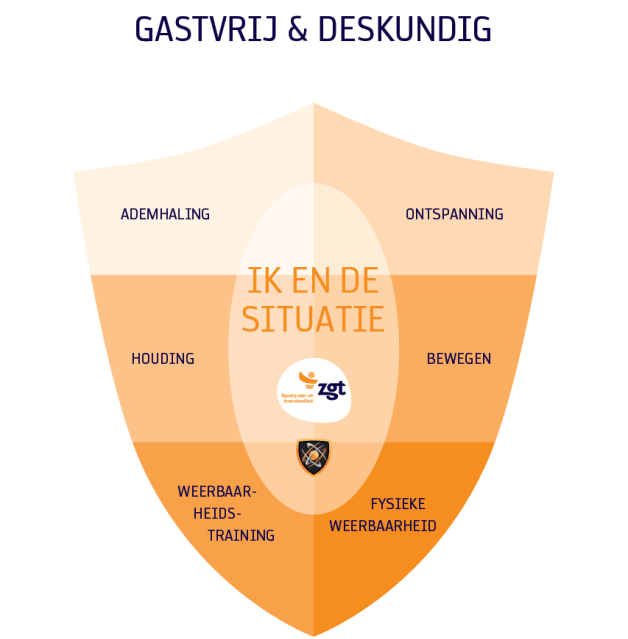 GASTVRIJ & DESKUNDIG
ADEMHALING
ONTSPANNING
IK EN DE
SITUATIE
HOUDING
BEWEGEN
zgt
WEERBAAR-
HEIDS-
TRAINING
FYSIEKE
WEERBAARHEID